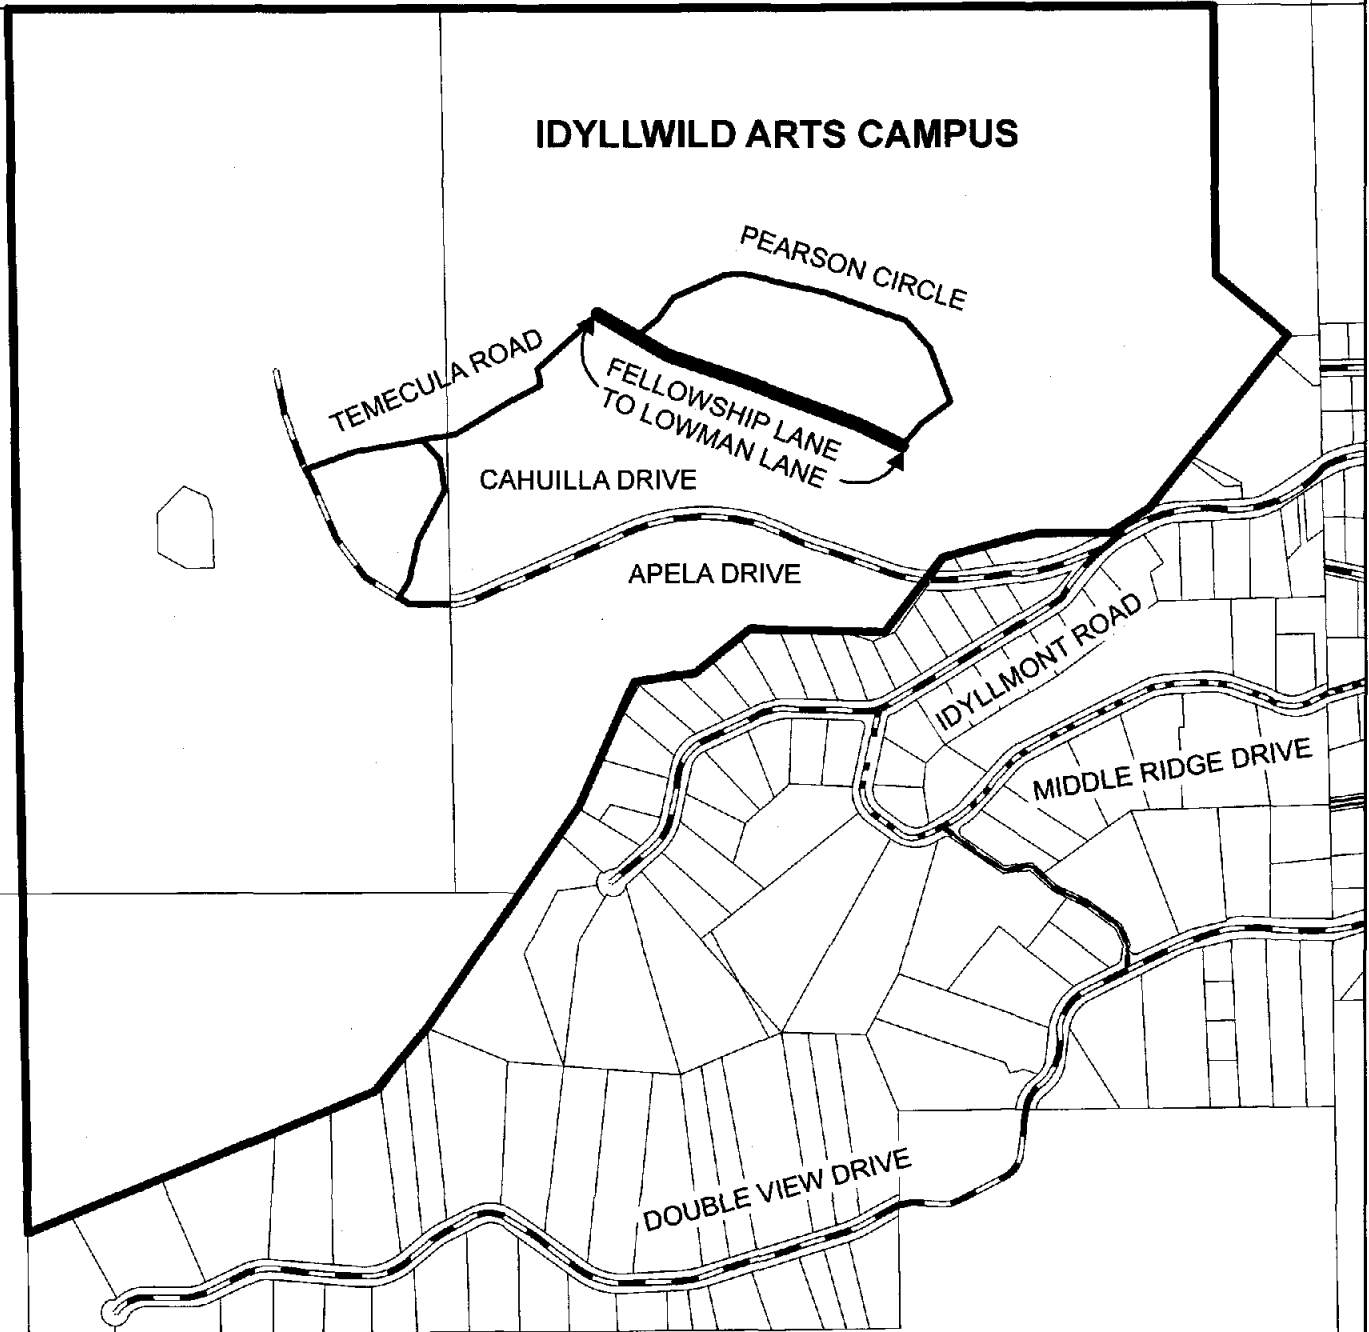 IDYLLWILD ARTS CAMPUS
PEARSON CIRCLE
TEMECULA ROAD
FELLOWSHIP LANE
TO LOWMAN LANE
CAHUILLA DRIVE
APELA DRIVE
IDYLLMONT ROAD
MIDDLE RIDGE DRIVE
DOUBLE VIEW DRIVE